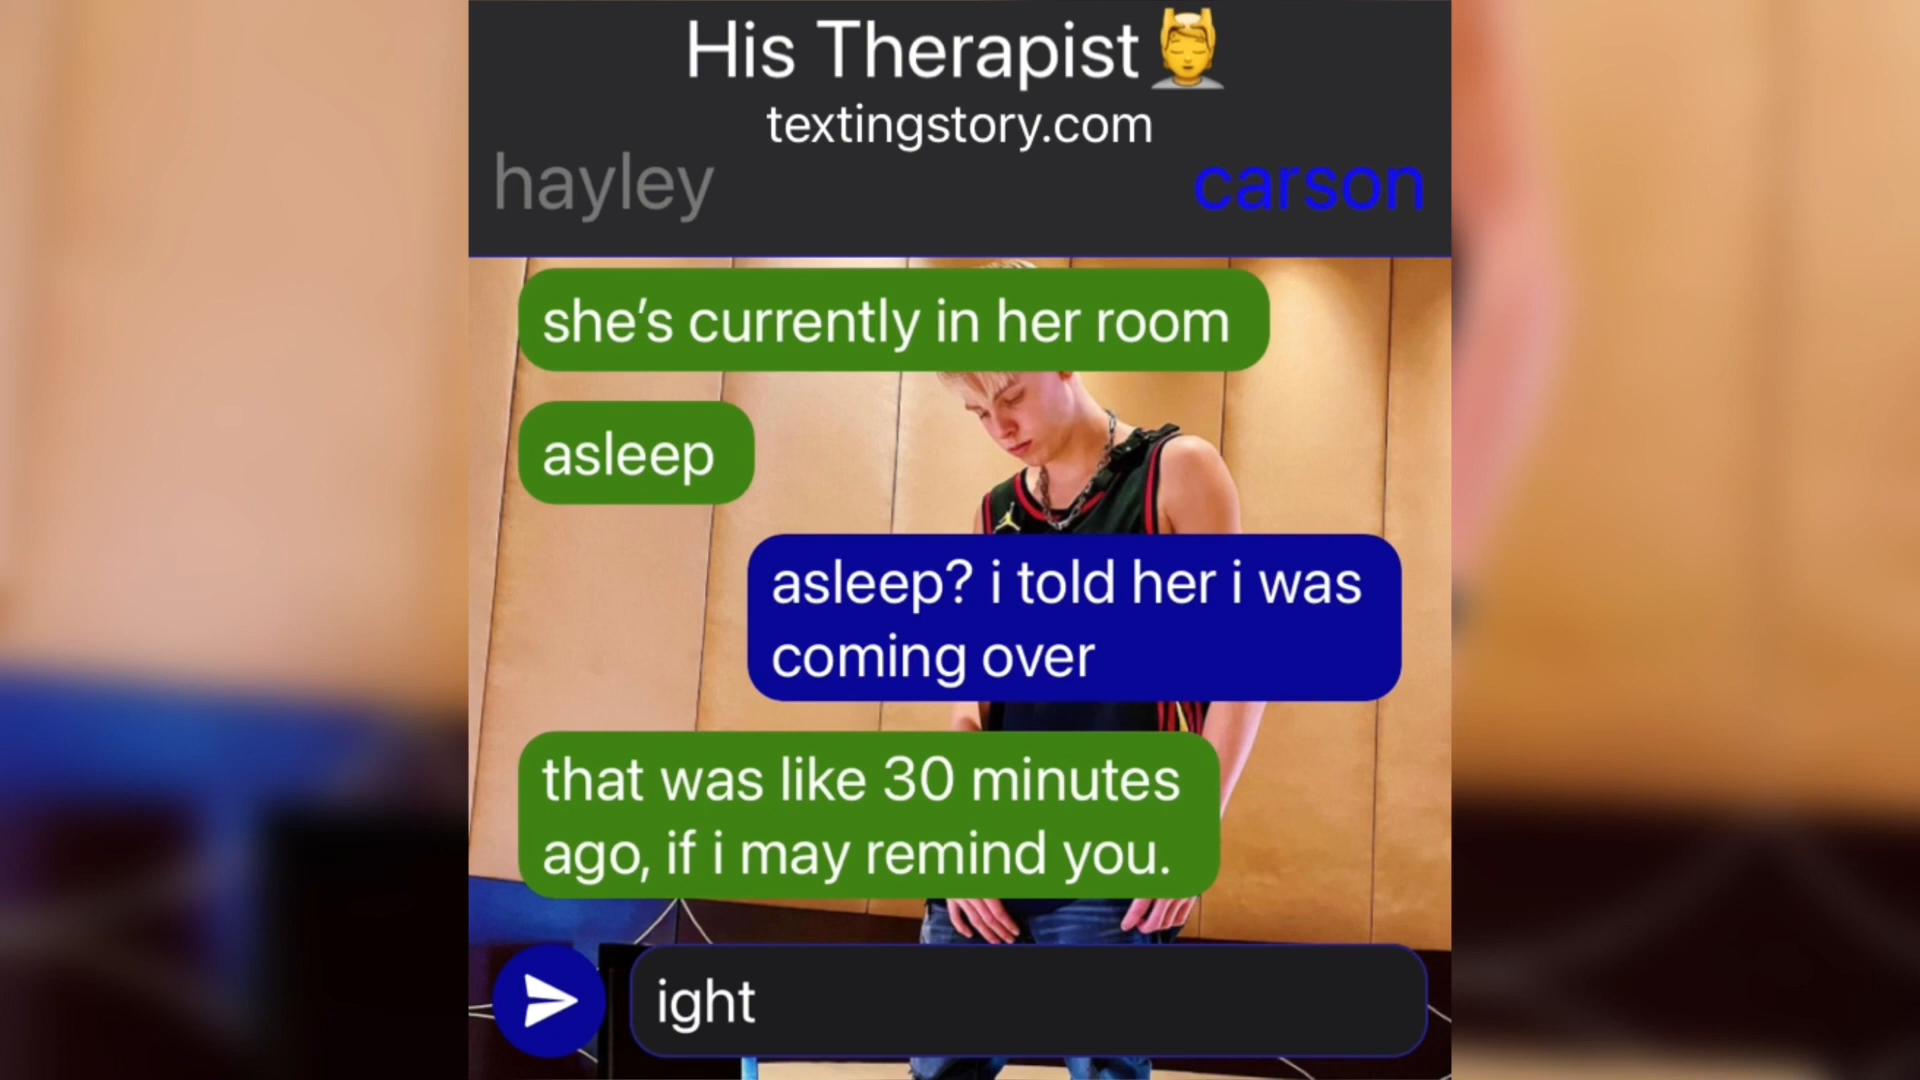 His Therapist💆
textingstory.com
hayley
carson
she’s currently in her room
asleep
asleep? i told her i was
coming over
that was like 30 minutes
ago, if i may remind you.
ight